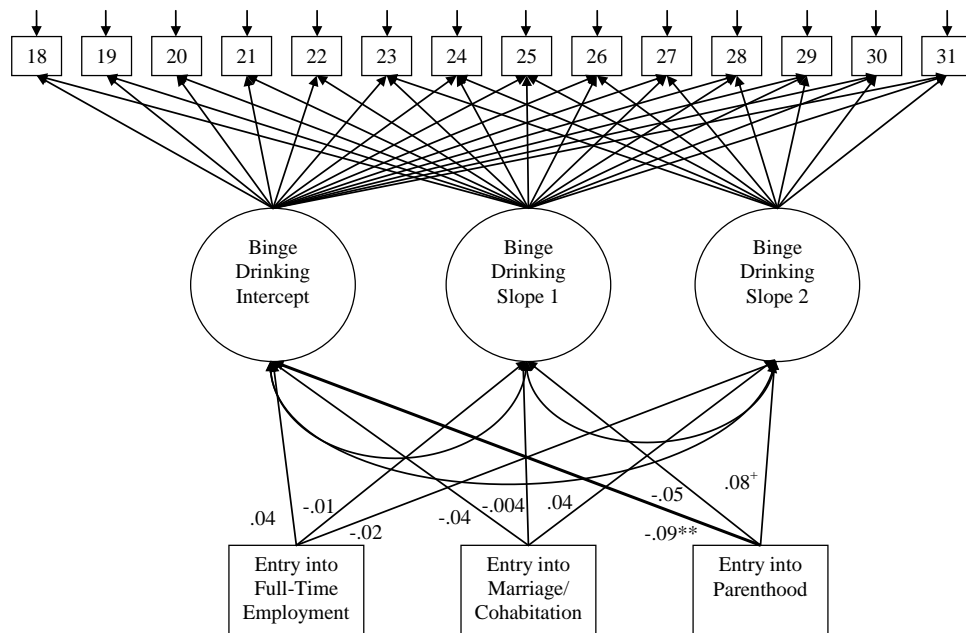 18 19 20 21 22 23 24 25 26 27 28 29 30 31
Binge Drinking Intercept
Binge Drinking Slope 1
Binge Drinking Slope 2
.04
-.01
-.02
-.04
-.004
.04
-.05
-.09**
.08+
Entry into
Full-Time
Employment
Entry into
Marriage/
Cohabitation
Entry into
Parenthood